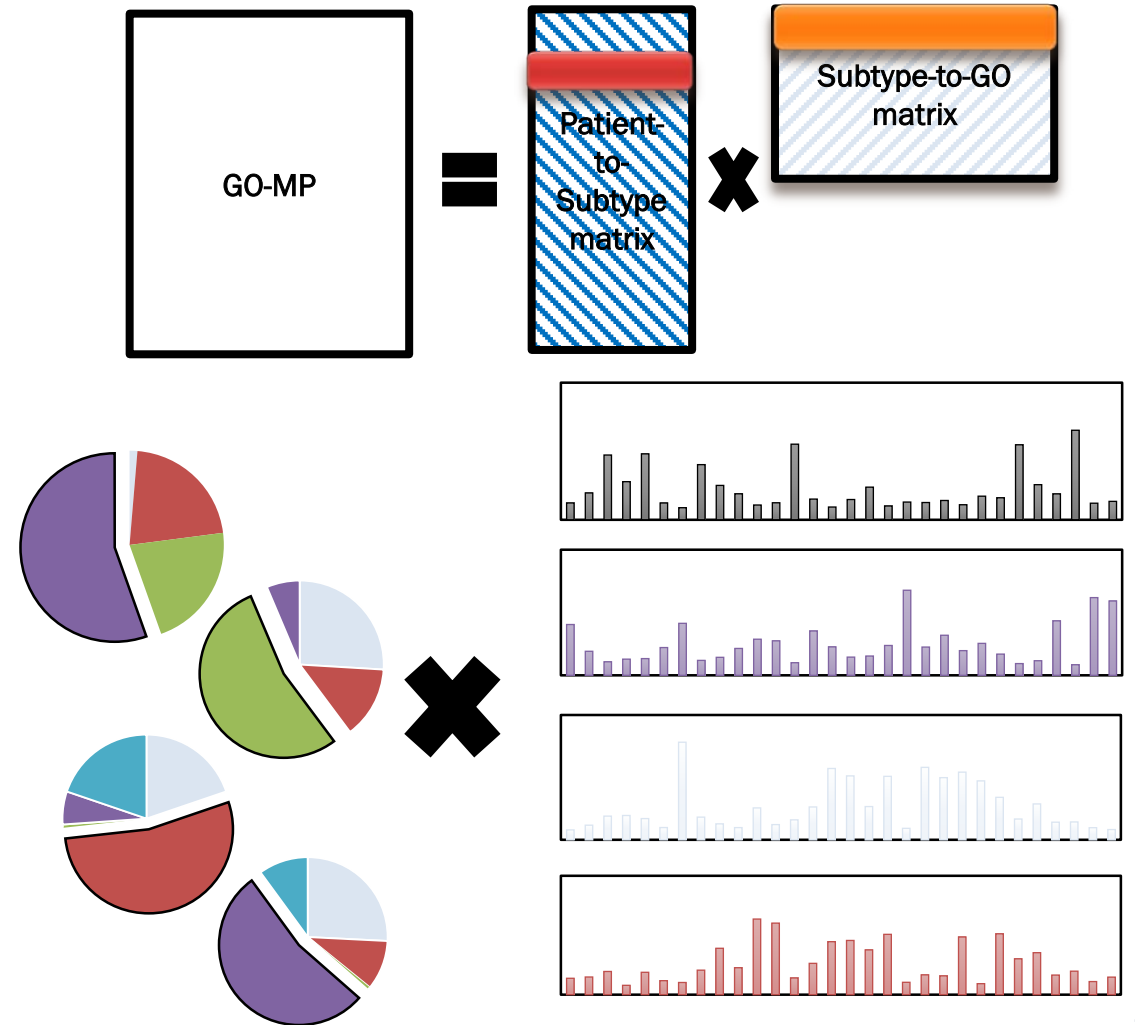 GO-MP
Patient-
to-
Subtype
matrix
Subtype-to-GO
matrix